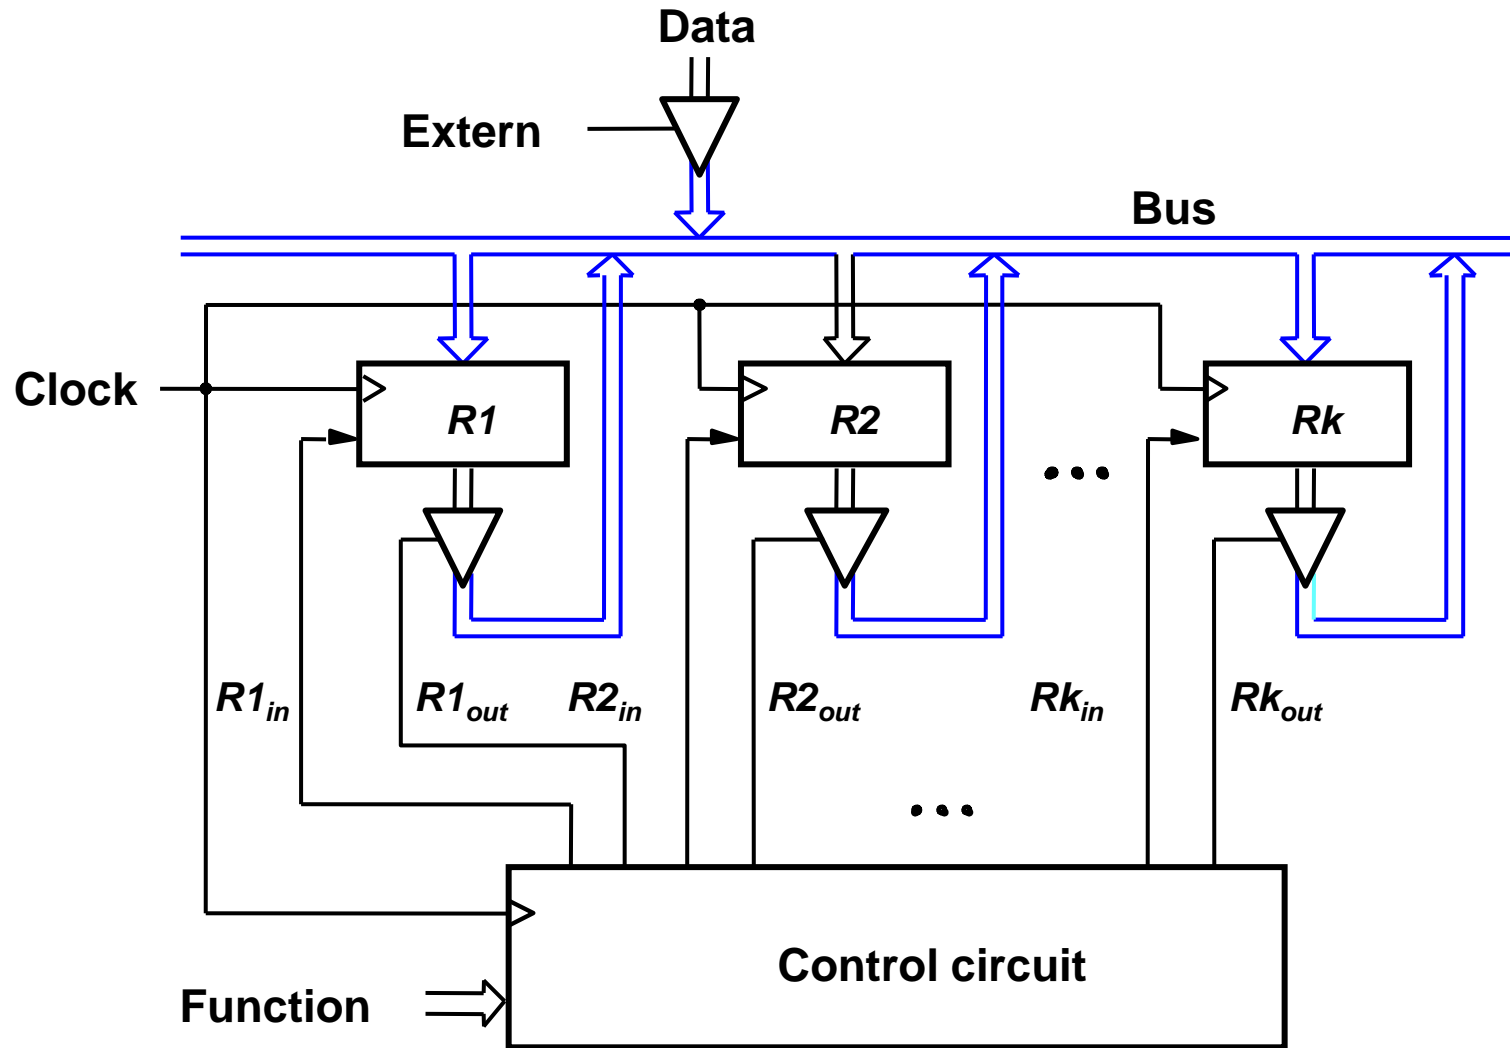 Data
Extern
Bus
Clock
R1
R2
Rk
R1in
R1out
R2in
R2out
Rkin
Rkout
Control circuit
Function